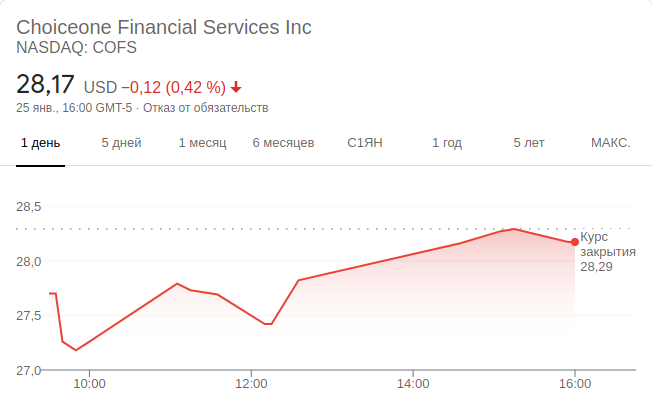 Choiceone Financial Services Inc
NASDAQ: COFS
28,17 USD −0,12 (0,42 %)
25 янв., 16:00 GMT-5 · Отказ от обязательств
1 день 5 дней 1 месяц 6 месяцев С1ЯН 1 год 5 лет МАКС.
28,5
Курс
закрытия
28,29
28,0
27,5
27,0
10:00 12:00 14:00 16:00